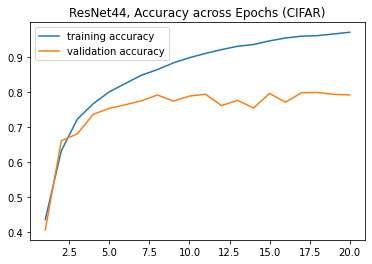 ResNet44, Accuracy across Epochs (CIFAR)
training accuracy
validation accuracy
0.9
0.8
0.7
0.6
0.5
0.4
2.5 5.0 7.5 10.0 12.5 15.0 17.5 20.0